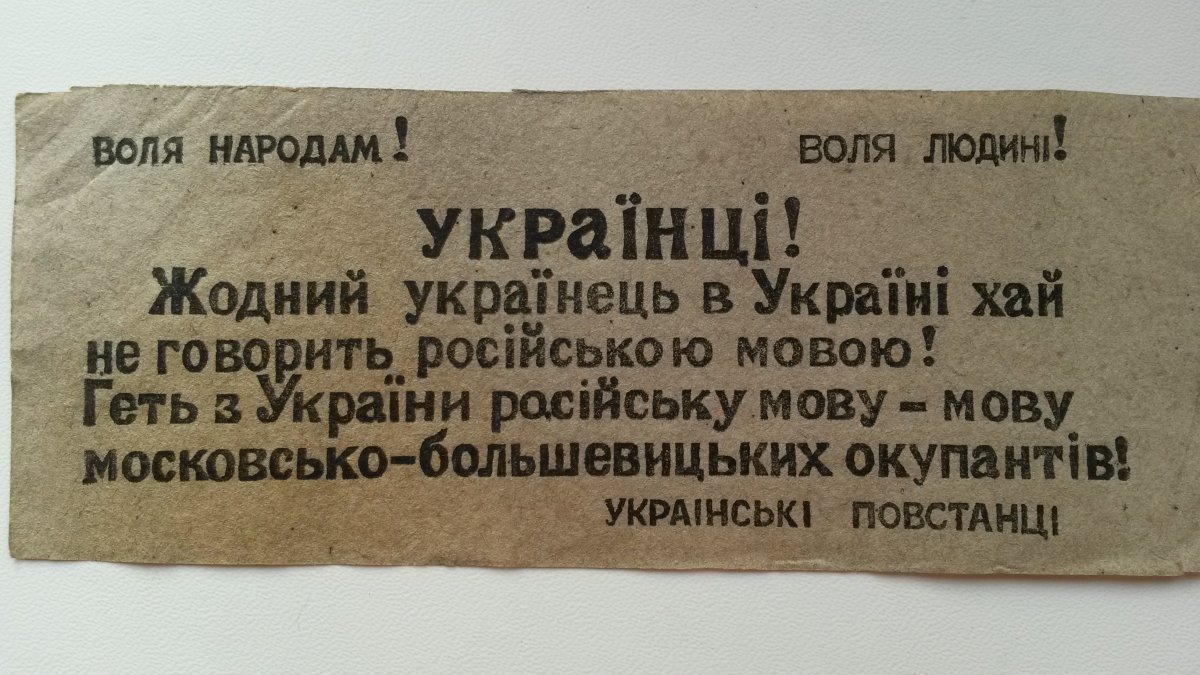 ВОЛЯ НАРОДАМ! ВОЛЯ ЛЮДИНІ!
УКРАЇНЦІ!
Жодний українець в Україні хай
не говорить російською мовою!
Геть з України російську мову – мову
московсько-большевицьких окупантів!
УКРАІНСЬКІ ПОВСТАНЦІ